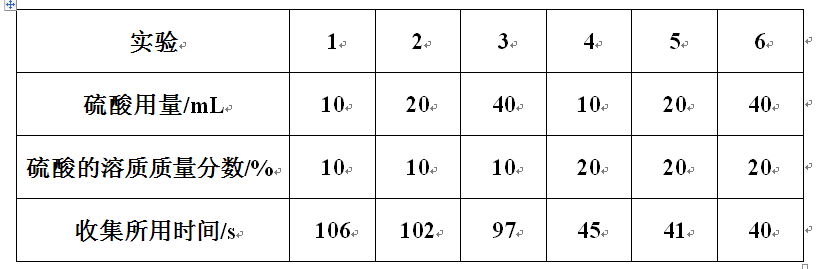 实验 1 2 3 4 5 6
硫酸用量/mL 10 20 40 10 20 40
硫酸的溶质质量分数/% 10 10 10 20 20 20
收集所用时间/s 106 102 97 45 41 40